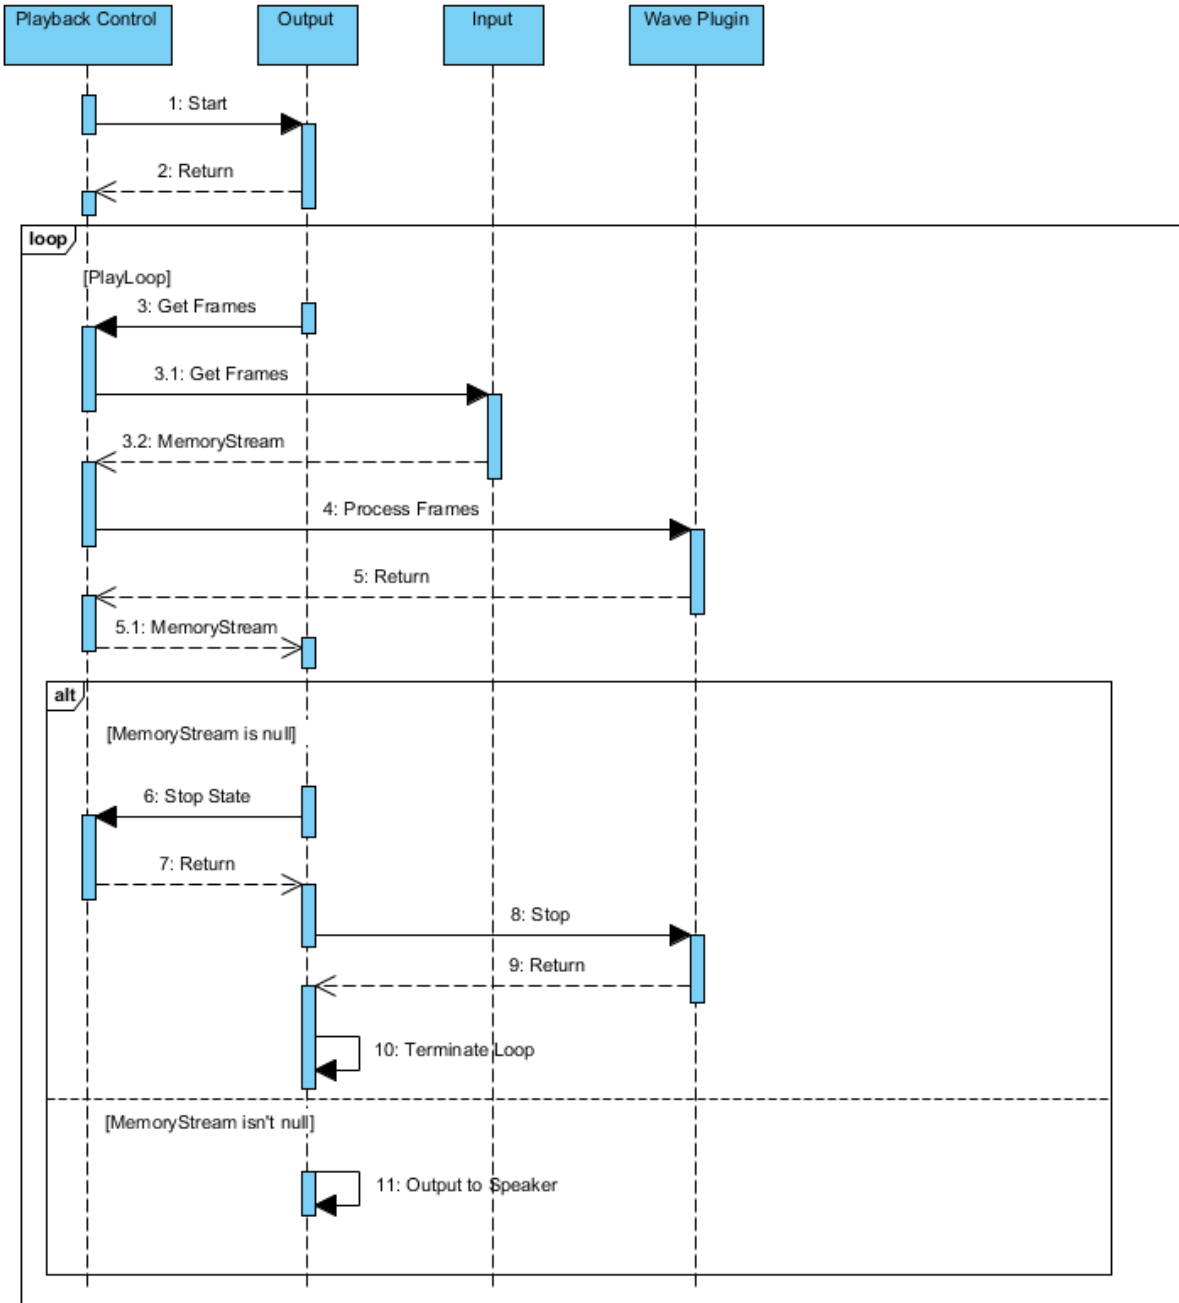 Playback Control
Output
Input
Wave Plugin
1: Start
2: Return
loop
[PlayLoop]
3: Get Frames
3.1: Get Frames
3.2: MemoryStream
4: Process Frames
5: Return
5.1: MemoryStream
alt
[MemoryStream is null]
6: Stop State
7: Return
8: Stop
9: Return
10: Terminate Loop
[MemoryStream isn't null]
11: Output to Speaker